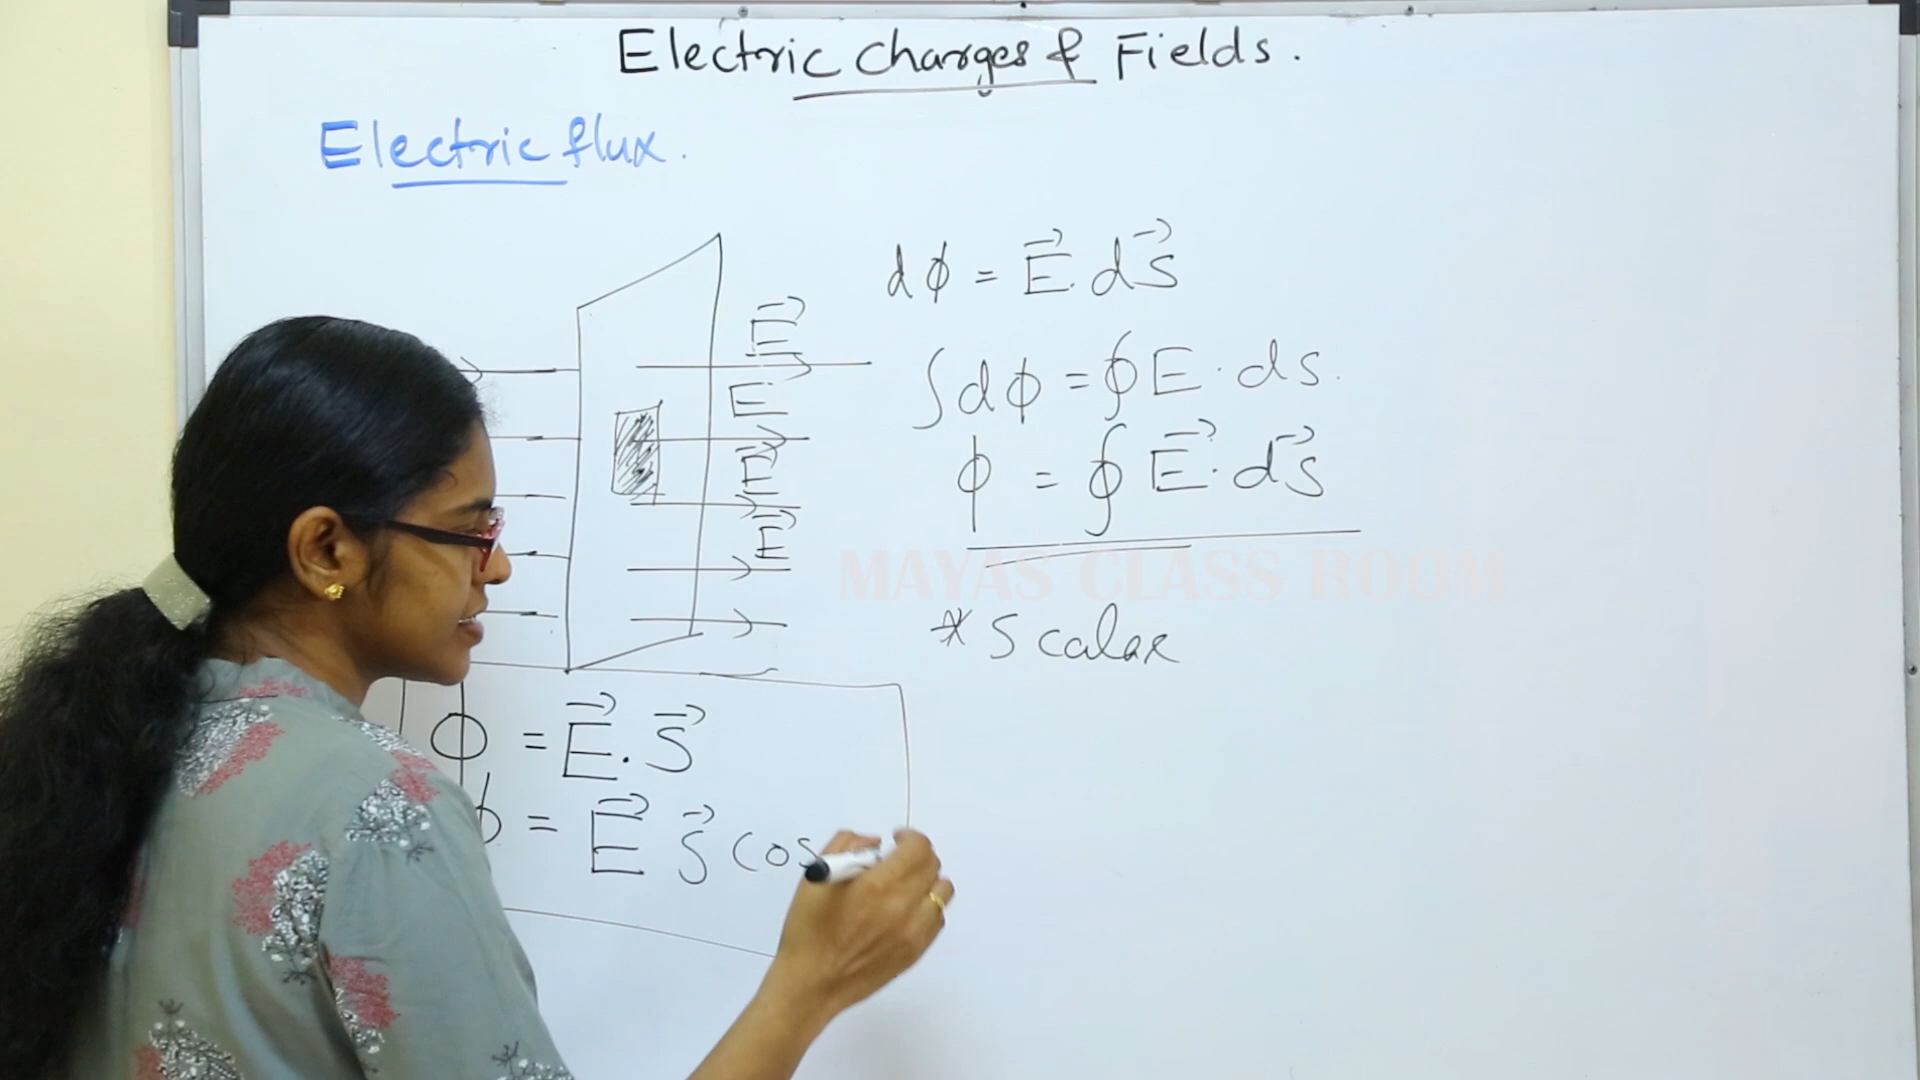 Electric charges & Fields.
Electric flux.
dϕ = E⃗. dS⃗
∫dϕ = ∮E · ds.
ϕ = ∮E⃗ · dS⃗
E⃗
E
E⃗
E⃗
MAYAS CLASS ROOM
* Scalar
ϕ = E⃗. S⃗
ϕ = E⃗ S⃗ cos